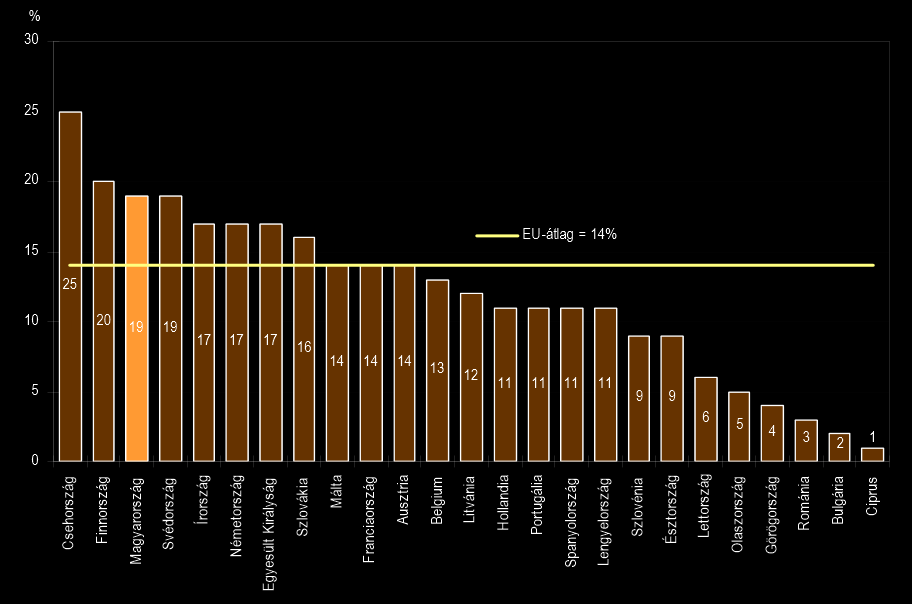 %
30
25
20
15
10
5
0
EU-átlag = 14%
25
20
19
19
17
17
17
16
14
14
14
13
12
11
11
11
11
9
9
6
5
4
3
2
1
Csehország
Finnország
Magyarország
Svédország
Írország
Németország
Egyesült Királyság
Szlovákia
Málta
Franciaország
Ausztria
Belgium
Litvánia
Hollandia
Portugália
Spanyolország
Lengyelország
Szlovénia
Észtország
Lettország
Olaszország
Görögország
Románia
Bulgária
Ciprus